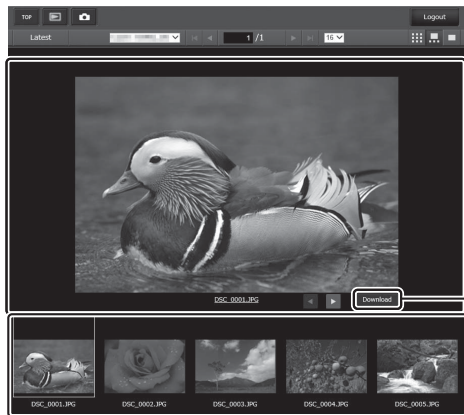 TOP Logout
Latest 1 /1 16
DSC_0001.JPG Download
DSC_0001.JPG DSC_0002.JPG DSC_0003.JPG DSC_0004.JPG DSC_0005.JPG